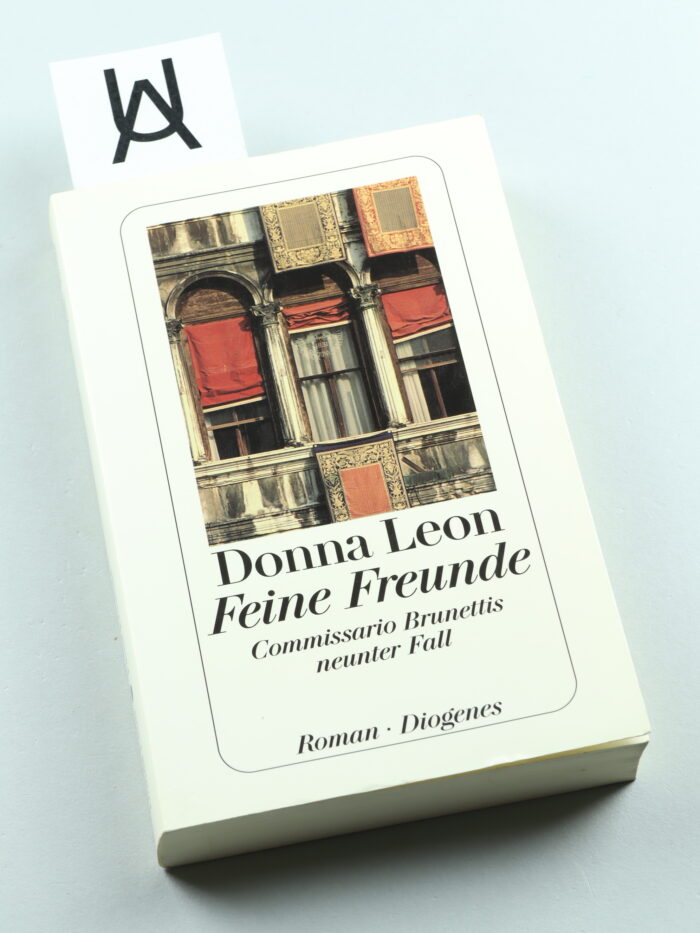 Donna Leon
Feine Freunde
Commissario Brunettis
neunter Fall
Roman · Diogenes